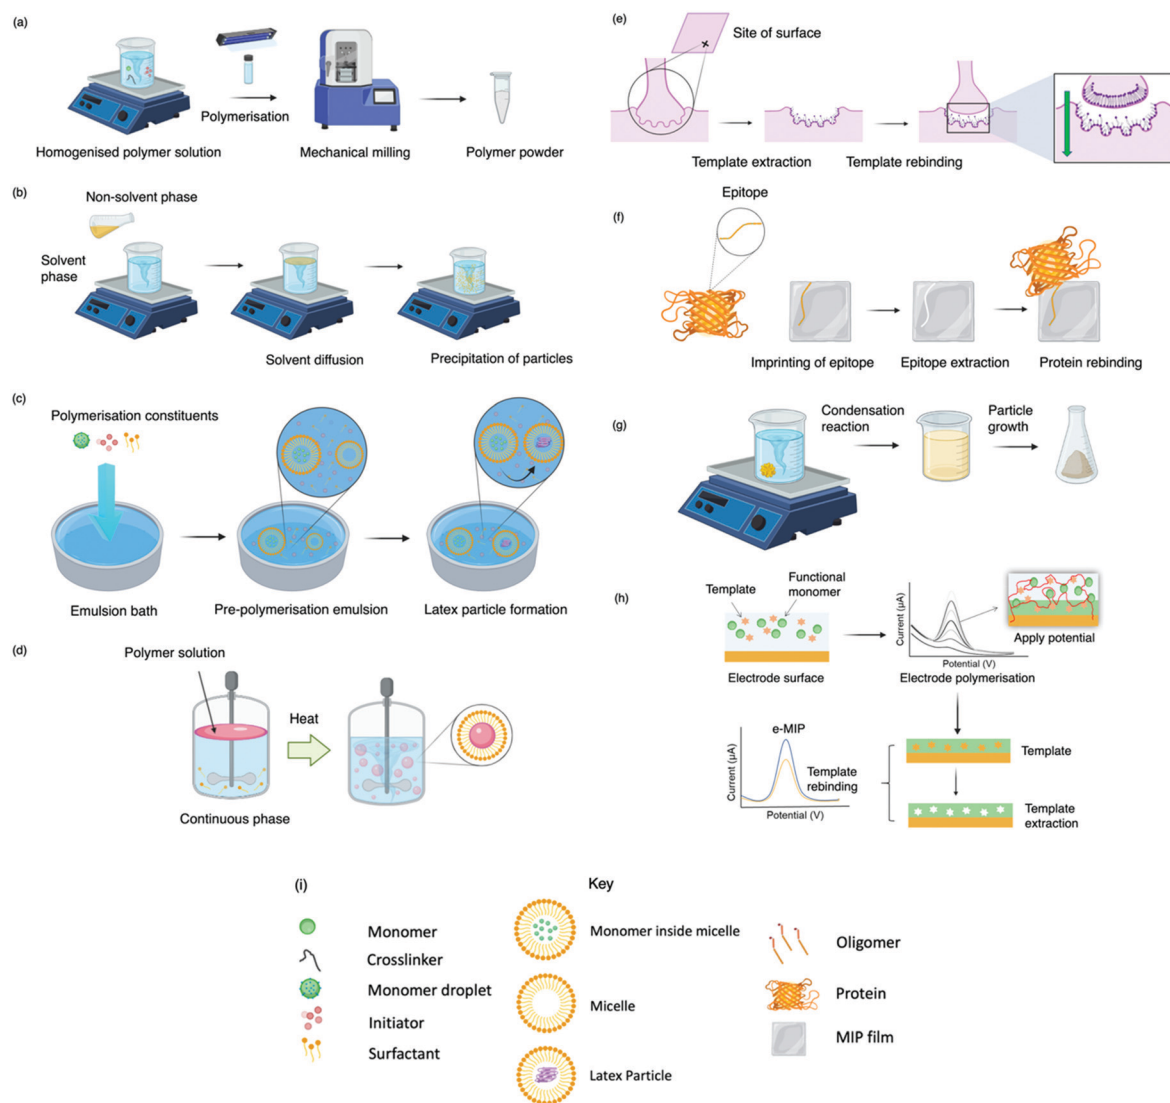 (a)
Polymerisation
Homogenised polymer solution
Mechanical milling
Polymer powder
(b)
Non-solvent phase
Solvent
phase
Solvent diffusion
Precipitation of particles
(c)
Polymerisation constituents
Emulsion bath
Pre-polymerisation emulsion
Latex particle formation
(d)
Polymer solution
Heat
Continuous phase
(e)
Site of surface
Template extraction
Template rebinding
(f)
Epitope
Imprinting of epitope
Epitope extraction
Protein rebinding
(g)
Condensation
reaction
Particle
growth
(h)
Template
Functional
monomer
Electrode surface
Current (μA)
Potential (V)
Electrode polymerisation
Apply potential
e-MIP
Current (μA)
Template
rebinding
Potential (V)
Template
Template
extraction
(i)
Key
Monomer
Crosslinker
Monomer droplet
Initiator
Surfactant
Monomer inside micelle
Micelle
Latex Particle
Oligomer
Protein
MIP film